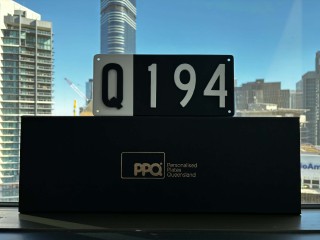 Q 194
PPQ
Personalised
Plates
Queensland